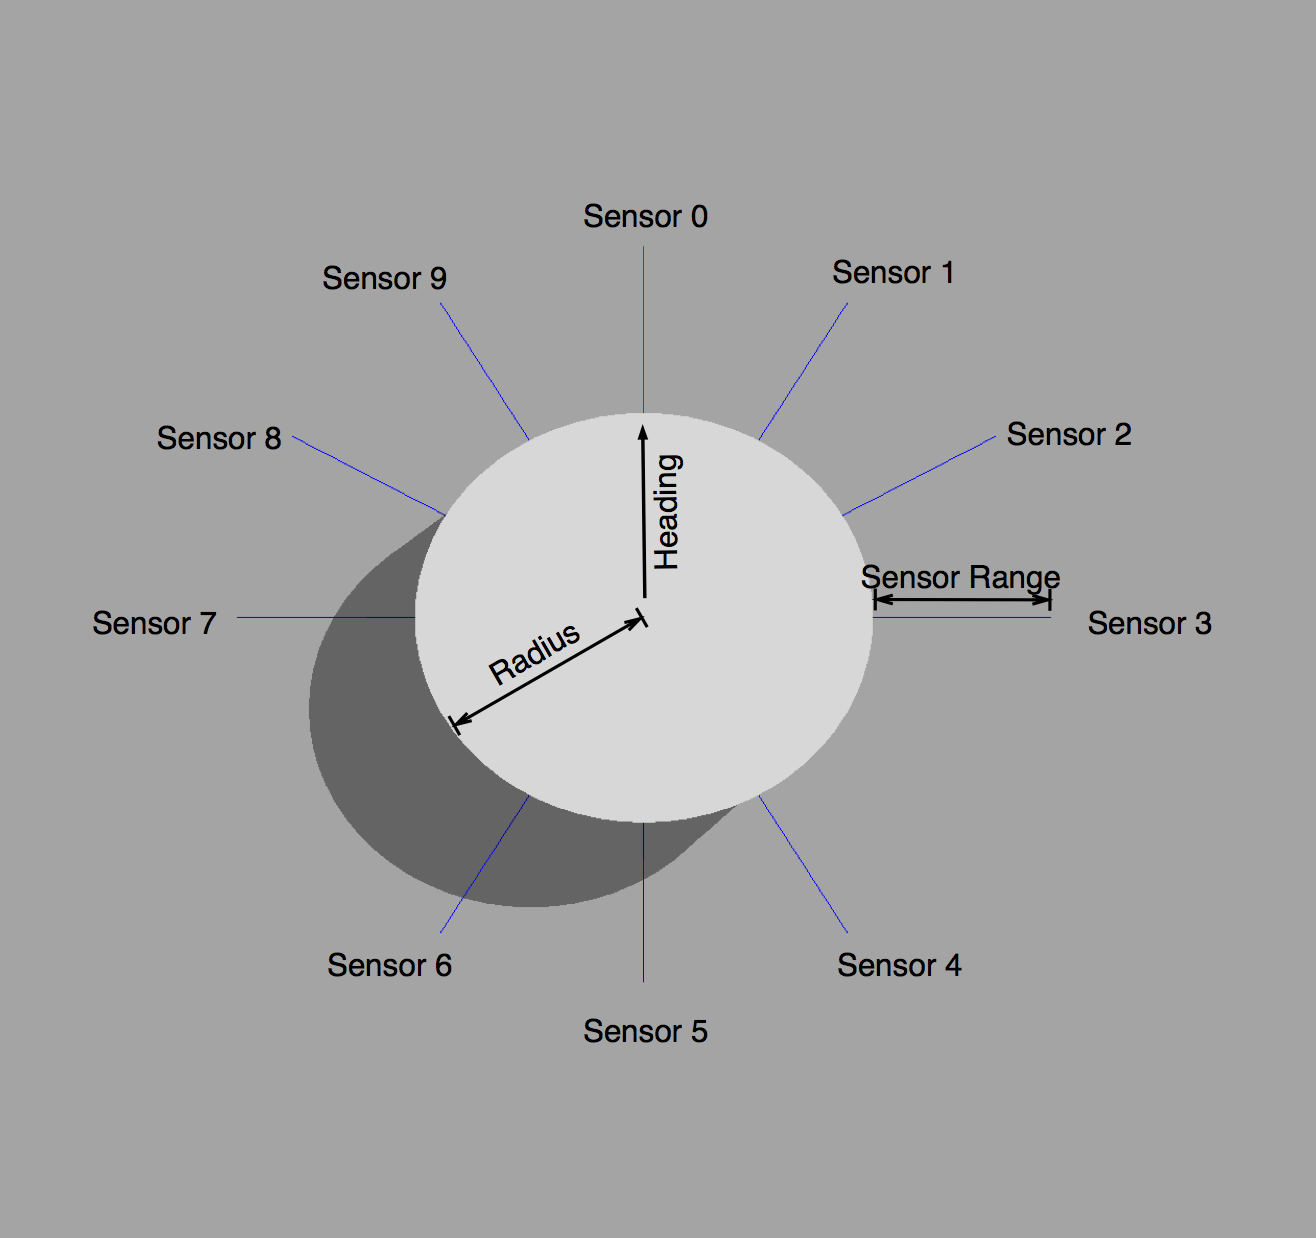 Sensor 0
Sensor 9
Sensor 1
Sensor 8
Sensor 2
Heading
Sensor Range
Sensor 7
Radius
Sensor 3
Sensor 6
Sensor 4
Sensor 5